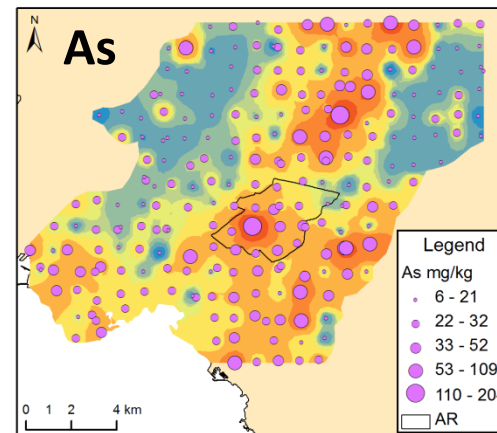 N
As
Legend
As mg/kg
6 - 21
22 - 32
33 - 52
53 - 109
110 - 20
AR
0 1 2 4 km